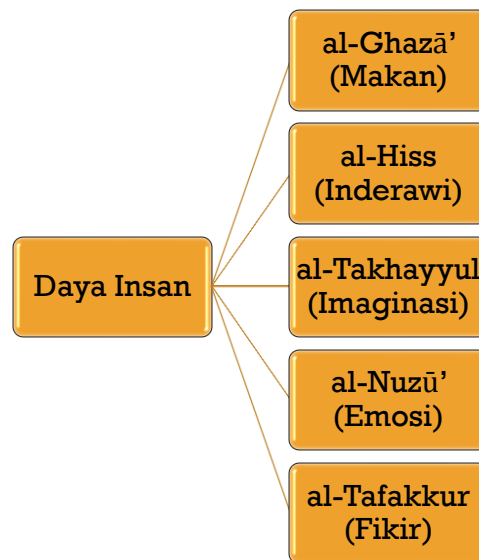 al-Ghazā’
(Makan)
al-Hiss
(Inderawi)
Daya Insan
al-Takhayyul
(Imaginasi)
al-Nuzū’
(Emosi)
al-Tafakkur
(Fikir)